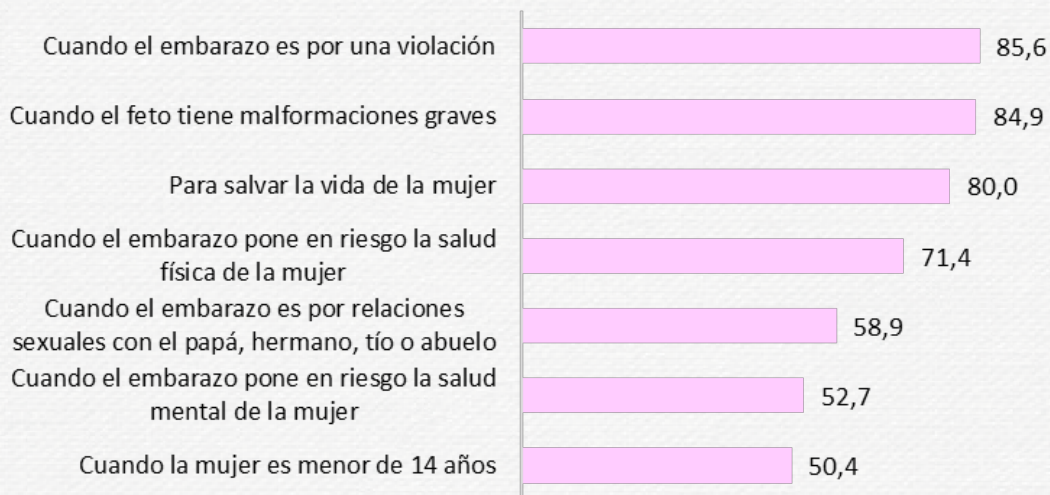 Cuando el embarazo es por una violación
85,6
Cuando el feto tiene malformaciones graves
84,9
Para salvar la vida de la mujer
80,0
Cuando el embarazo pone en riesgo la salud
física de la mujer
71,4
Cuando el embarazo es por relaciones
sexuales con el papá, hermano, tío o abuelo
58,9
Cuando el embarazo pone en riesgo la salud
mental de la mujer
52,7
Cuando la mujer es menor de 14 años
50,4